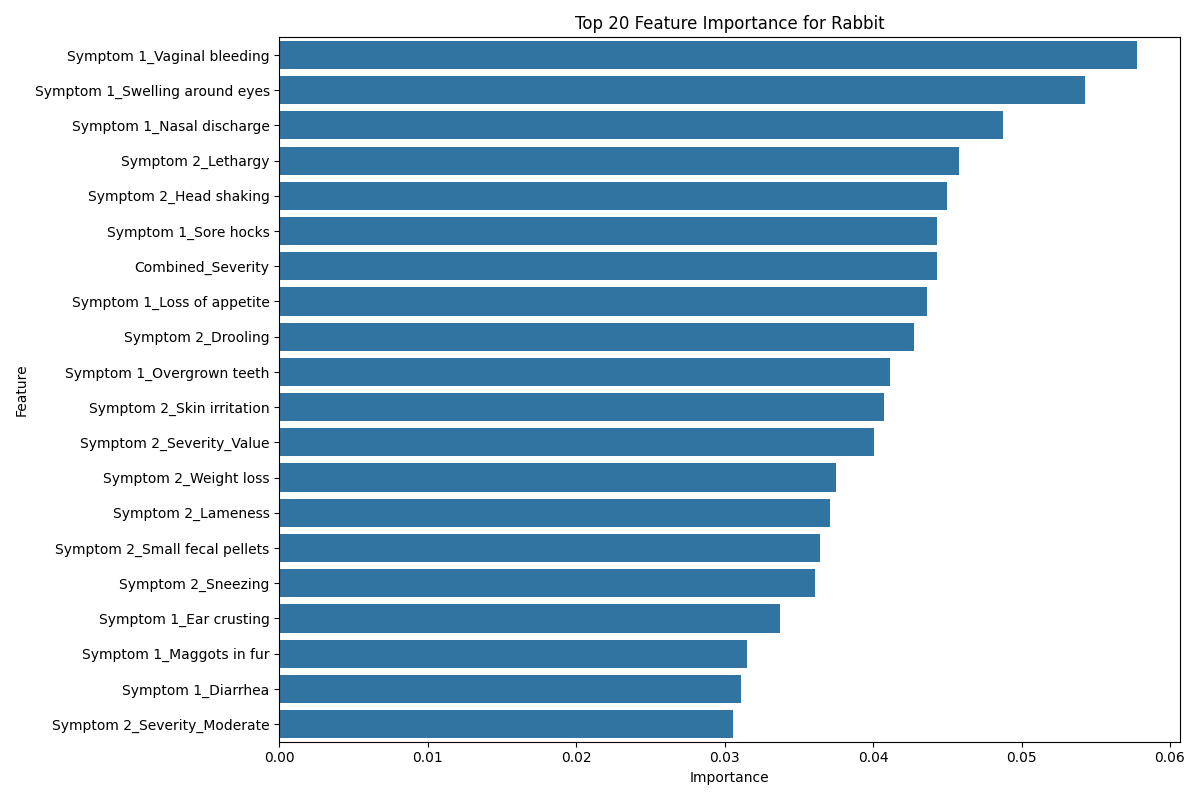 Top 20 Feature Importance for Rabbit
Symptom 1_Vaginal bleeding
Symptom 1_Swelling around eyes
Symptom 1_Nasal discharge
Symptom 2_Lethargy
Symptom 2_Head shaking
Symptom 1_Sore hocks
Combined_Severity
Symptom 1_Loss of appetite
Symptom 2_Drooling
Symptom 1_Overgrown teeth
Symptom 2_Skin irritation
Symptom 2_Severity_Value
Symptom 2_Weight loss
Symptom 2_Lameness
Symptom 2_Small fecal pellets
Symptom 2_Sneezing
Symptom 1_Ear crusting
Symptom 1_Maggots in fur
Symptom 1_Diarrhea
Symptom 2_Severity_Moderate
Feature
0.00 0.01 0.02 0.03 0.04 0.05 0.06
Importance